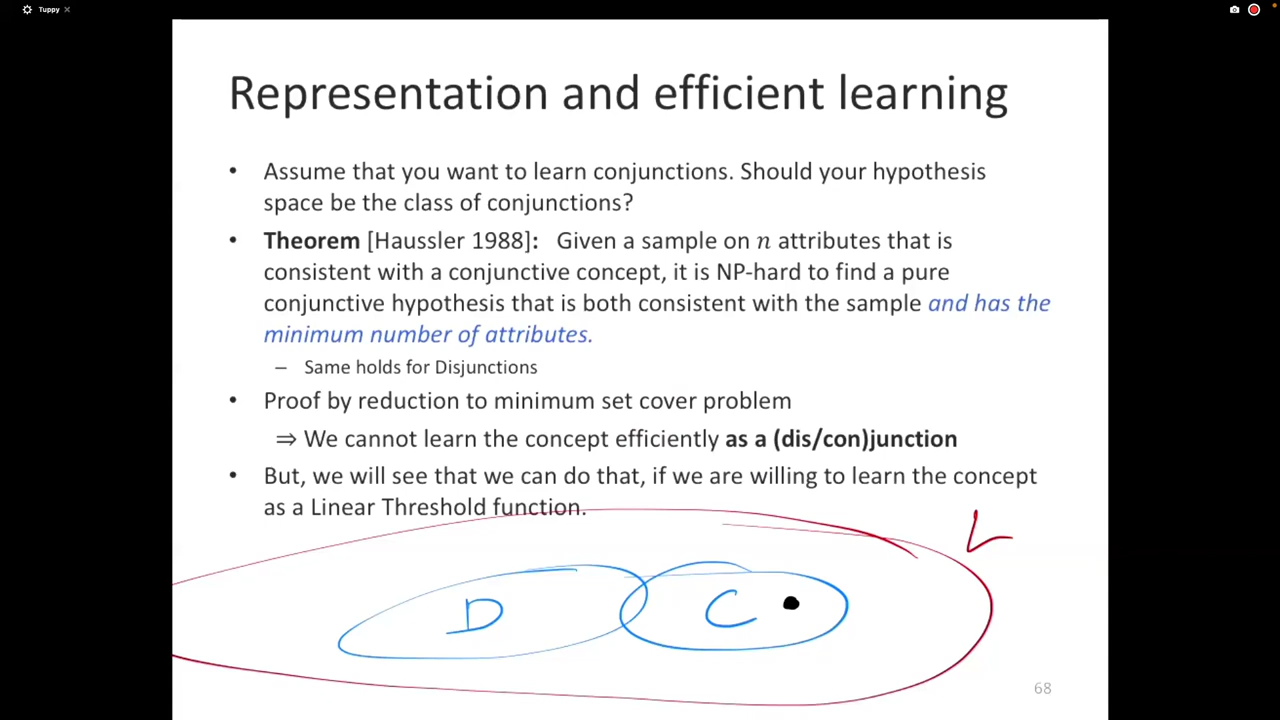 Tuppy
Representation and efficient learning
• Assume that you want to learn conjunctions. Should your hypothesis
space be the class of conjunctions?
• Theorem [Haussler 1988]: Given a sample on n attributes that is
consistent with a conjunctive concept, it is NP-hard to find a pure
conjunctive hypothesis that is both consistent with the sample and has the
minimum number of attributes.
– Same holds for Disjunctions
• Proof by reduction to minimum set cover problem
⇒ We cannot learn the concept efficiently as a (dis/con)junction
• But, we will see that we can do that, if we are willing to learn the concept
as a Linear Threshold function.
L
D C
68